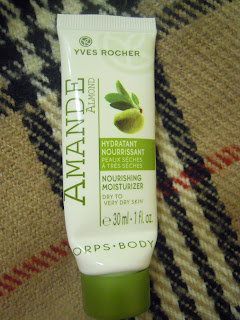 YVES ROCHER
AMANDE
ALMOND
HYDRATANT
NOURRISSANT
PEAUX SÈCHES
À TRÈS SÈCHES
NOURISHING
MOISTURIZER
DRY TO
VERY DRY SKIN
℮ 30 ml - 1 fl. oz.
ORPS • BODY